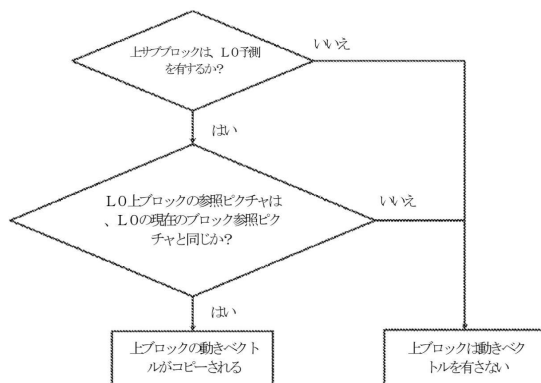 上サブブロックは、L0予測
を有するか?
いいえ
はい
L0上ブロックの参照ピクチャは
、L0の現在のブロック参照ピク
チャと同じか?
いいえ
はい
上ブロックの動きベクト
ルがコピーされる
上ブロックは動きベク
トルを有さない